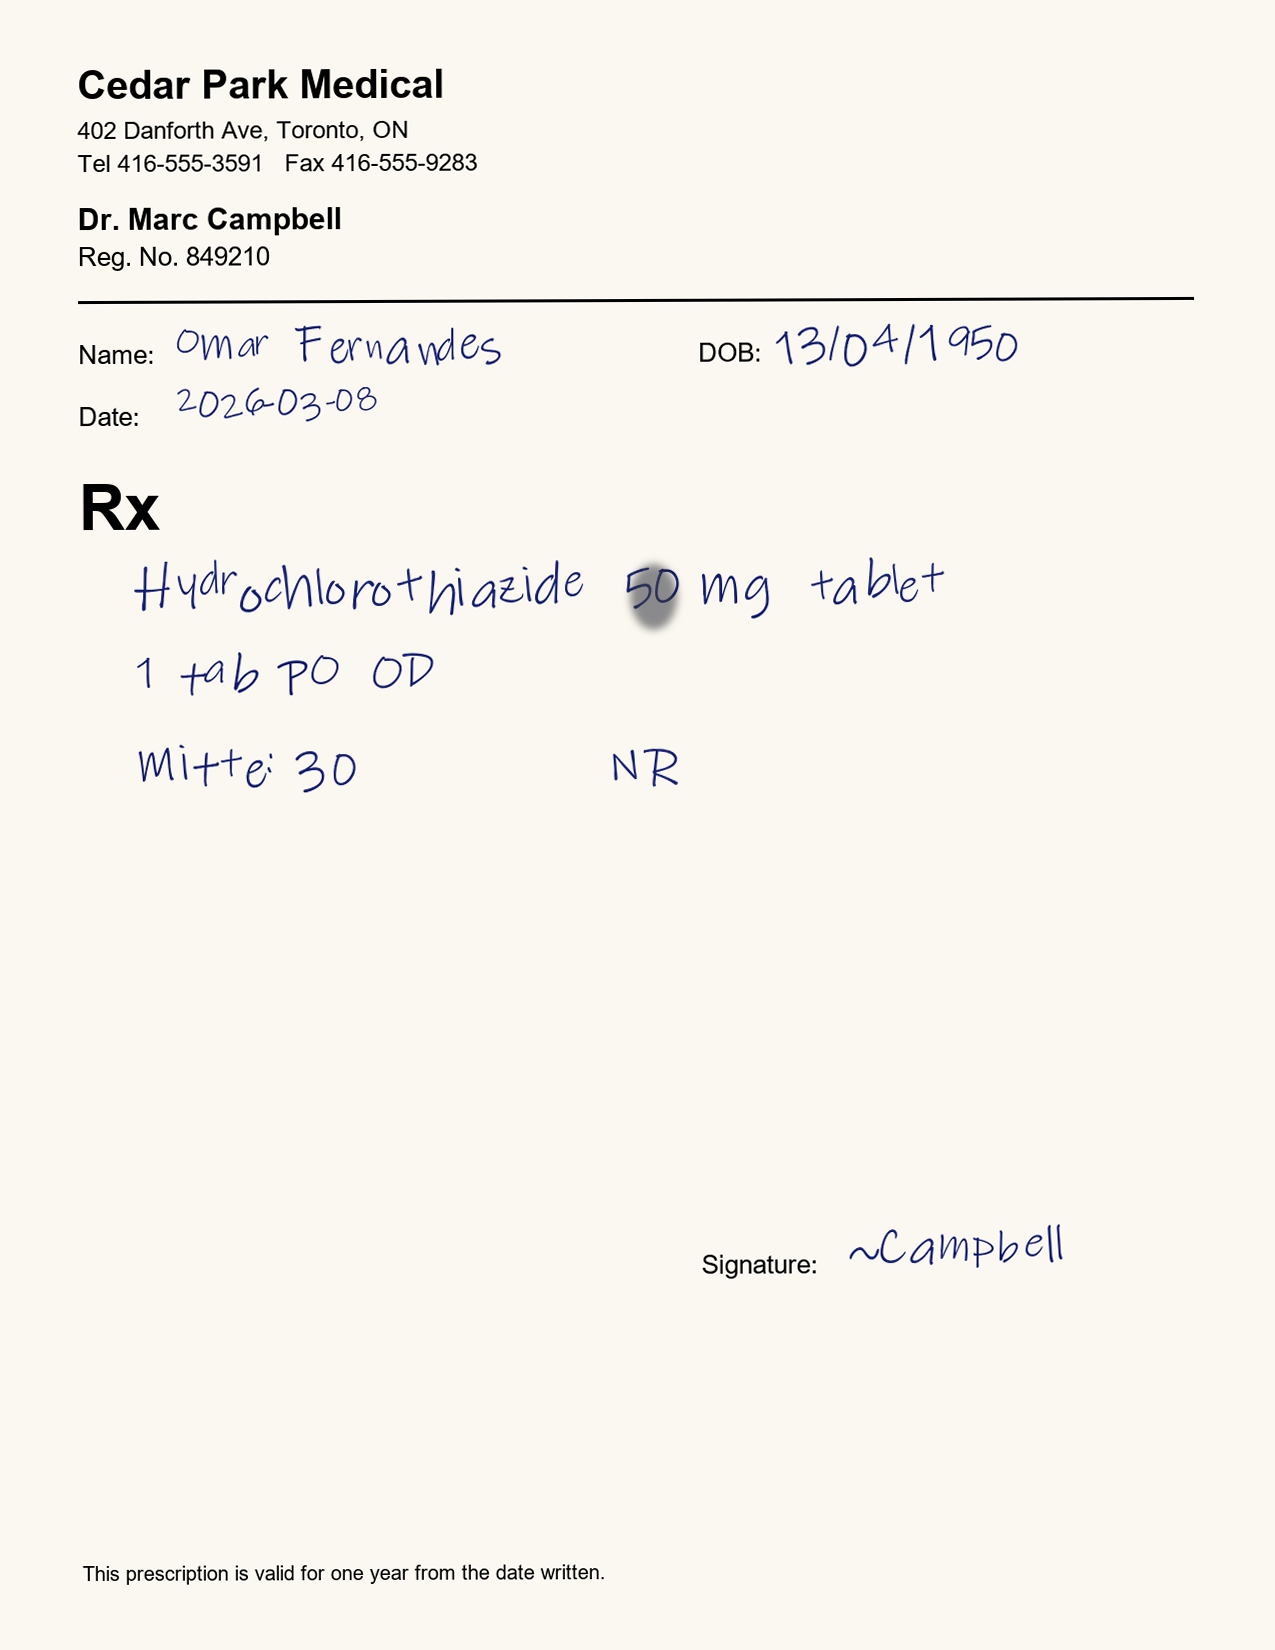 Cedar Park Medical
402 Danforth Ave, Toronto, ON
Tel 416-555-3591 Fax 416-555-9283
Dr. Marc Campbell
Reg. No. 849210
Name: Omar Fernandes DOB: 13/04/1950
Date: 2026-03-08
Rx
Hydrochlorothiazide 50 mg tablet
1 tab PO OD
Mitte: 30 NR
Signature: ~Campbell
This prescription is valid for one year from the date written.